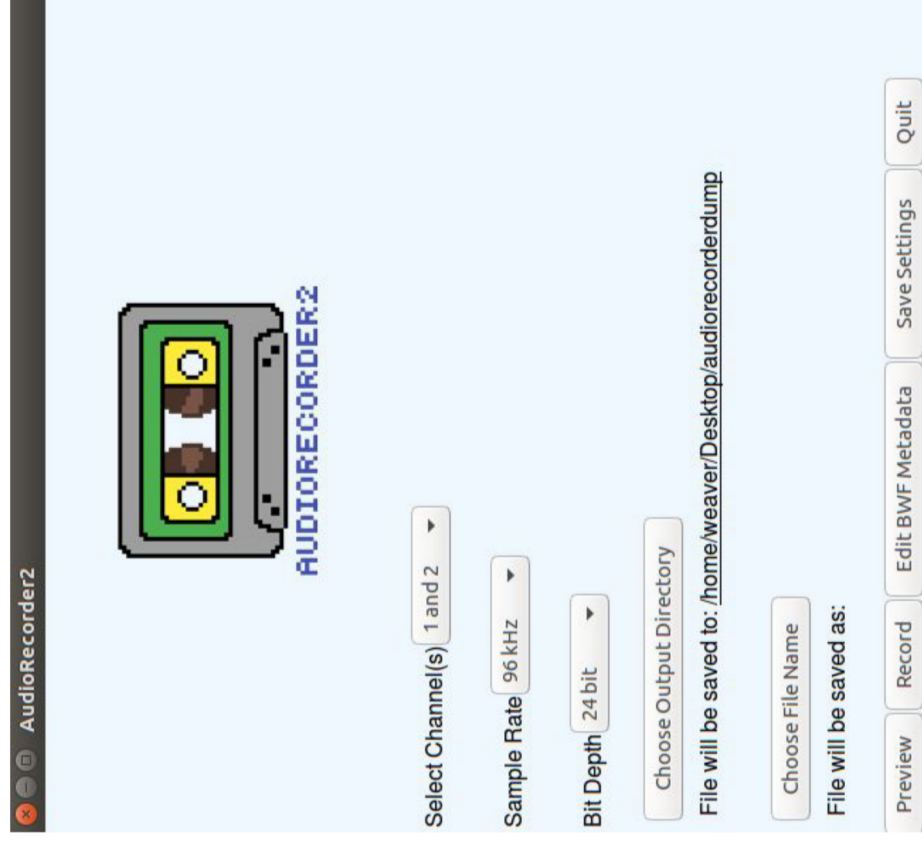 AudioRecorder2
AUDIORECORDER2
Select Channel(s) 1 and 2
Sample Rate 96 kHz
Bit Depth 24 bit
Choose Output Directory
File will be saved to: /home/weaver/Desktop/audiorecorderdump
Choose File Name
File will be saved as:
Preview Record Edit BWF Metadata Save Settings Quit